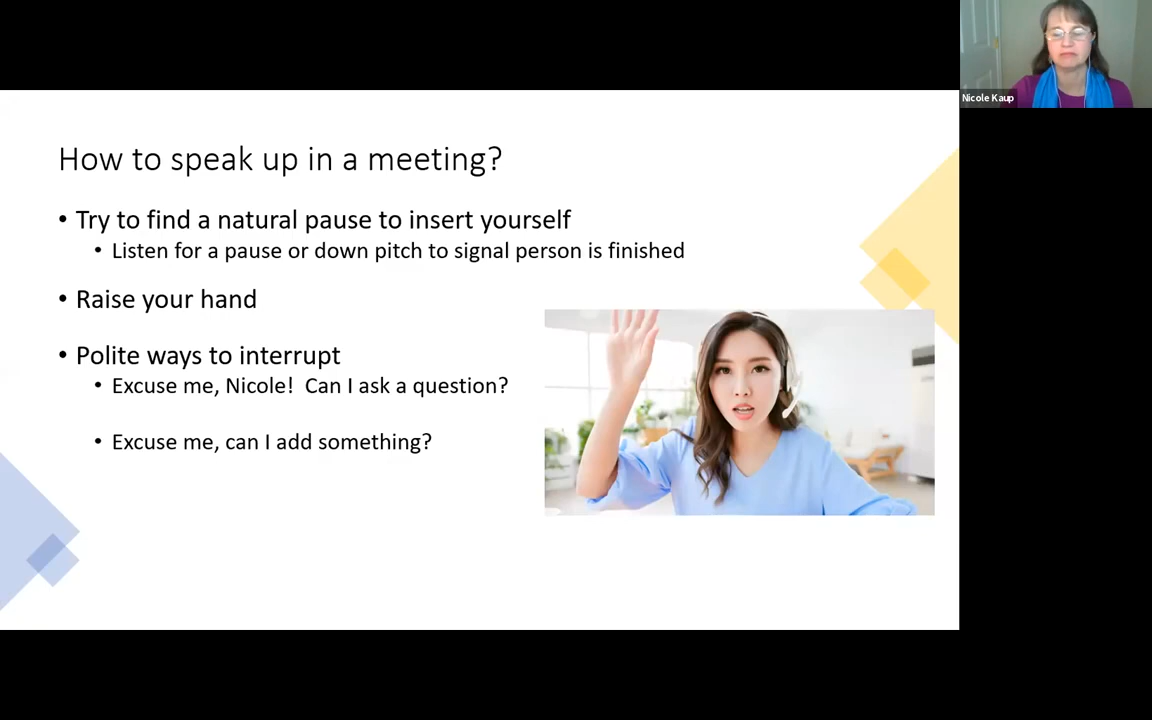 How to speak up in a meeting?
• Try to find a natural pause to insert yourself
• Listen for a pause or down pitch to signal person is finished
• Raise your hand
• Polite ways to interrupt
• Excuse me, Nicole!  Can I ask a question?
• Excuse me, can I add something?
Nicole Kaup